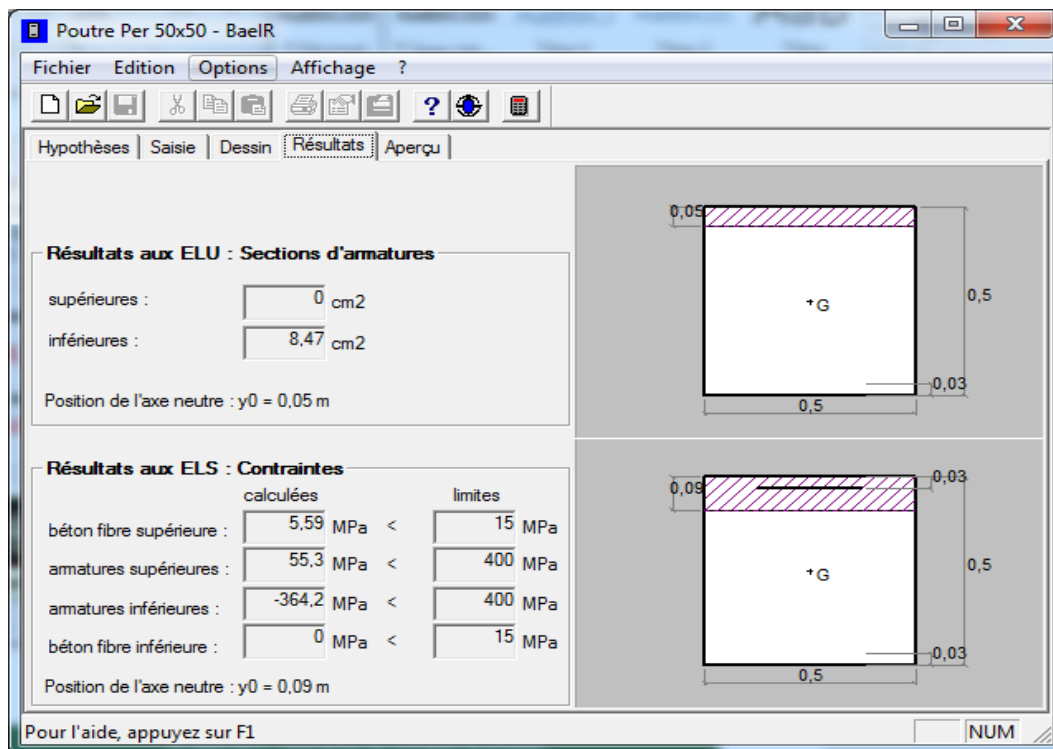 Poutre Per 50x50 - BaelR
Fichier Edition Options Affichage ?
Hypothèses Saisie Dessin Résultats Aperçu
Résultats aux ELU : Sections d'armatures
supérieures : 0 cm2
inférieures : 8,47 cm2
Position de l'axe neutre : y0 = 0,05 m
0,05
G
0,5
0,03
0,5
Résultats aux ELS : Contraintes
calculées limites
béton fibre supérieure : 5,59 MPa < 15 MPa
armatures supérieures : 55,3 MPa < 400 MPa
armatures inférieures : -364,2 MPa < 400 MPa
béton fibre inférieure : 0 MPa < 15 MPa
Position de l'axe neutre : y0 = 0,09 m
0,09
0,03
G
0,5
0,03
0,5
Pour l'aide, appuyez sur F1
NUM